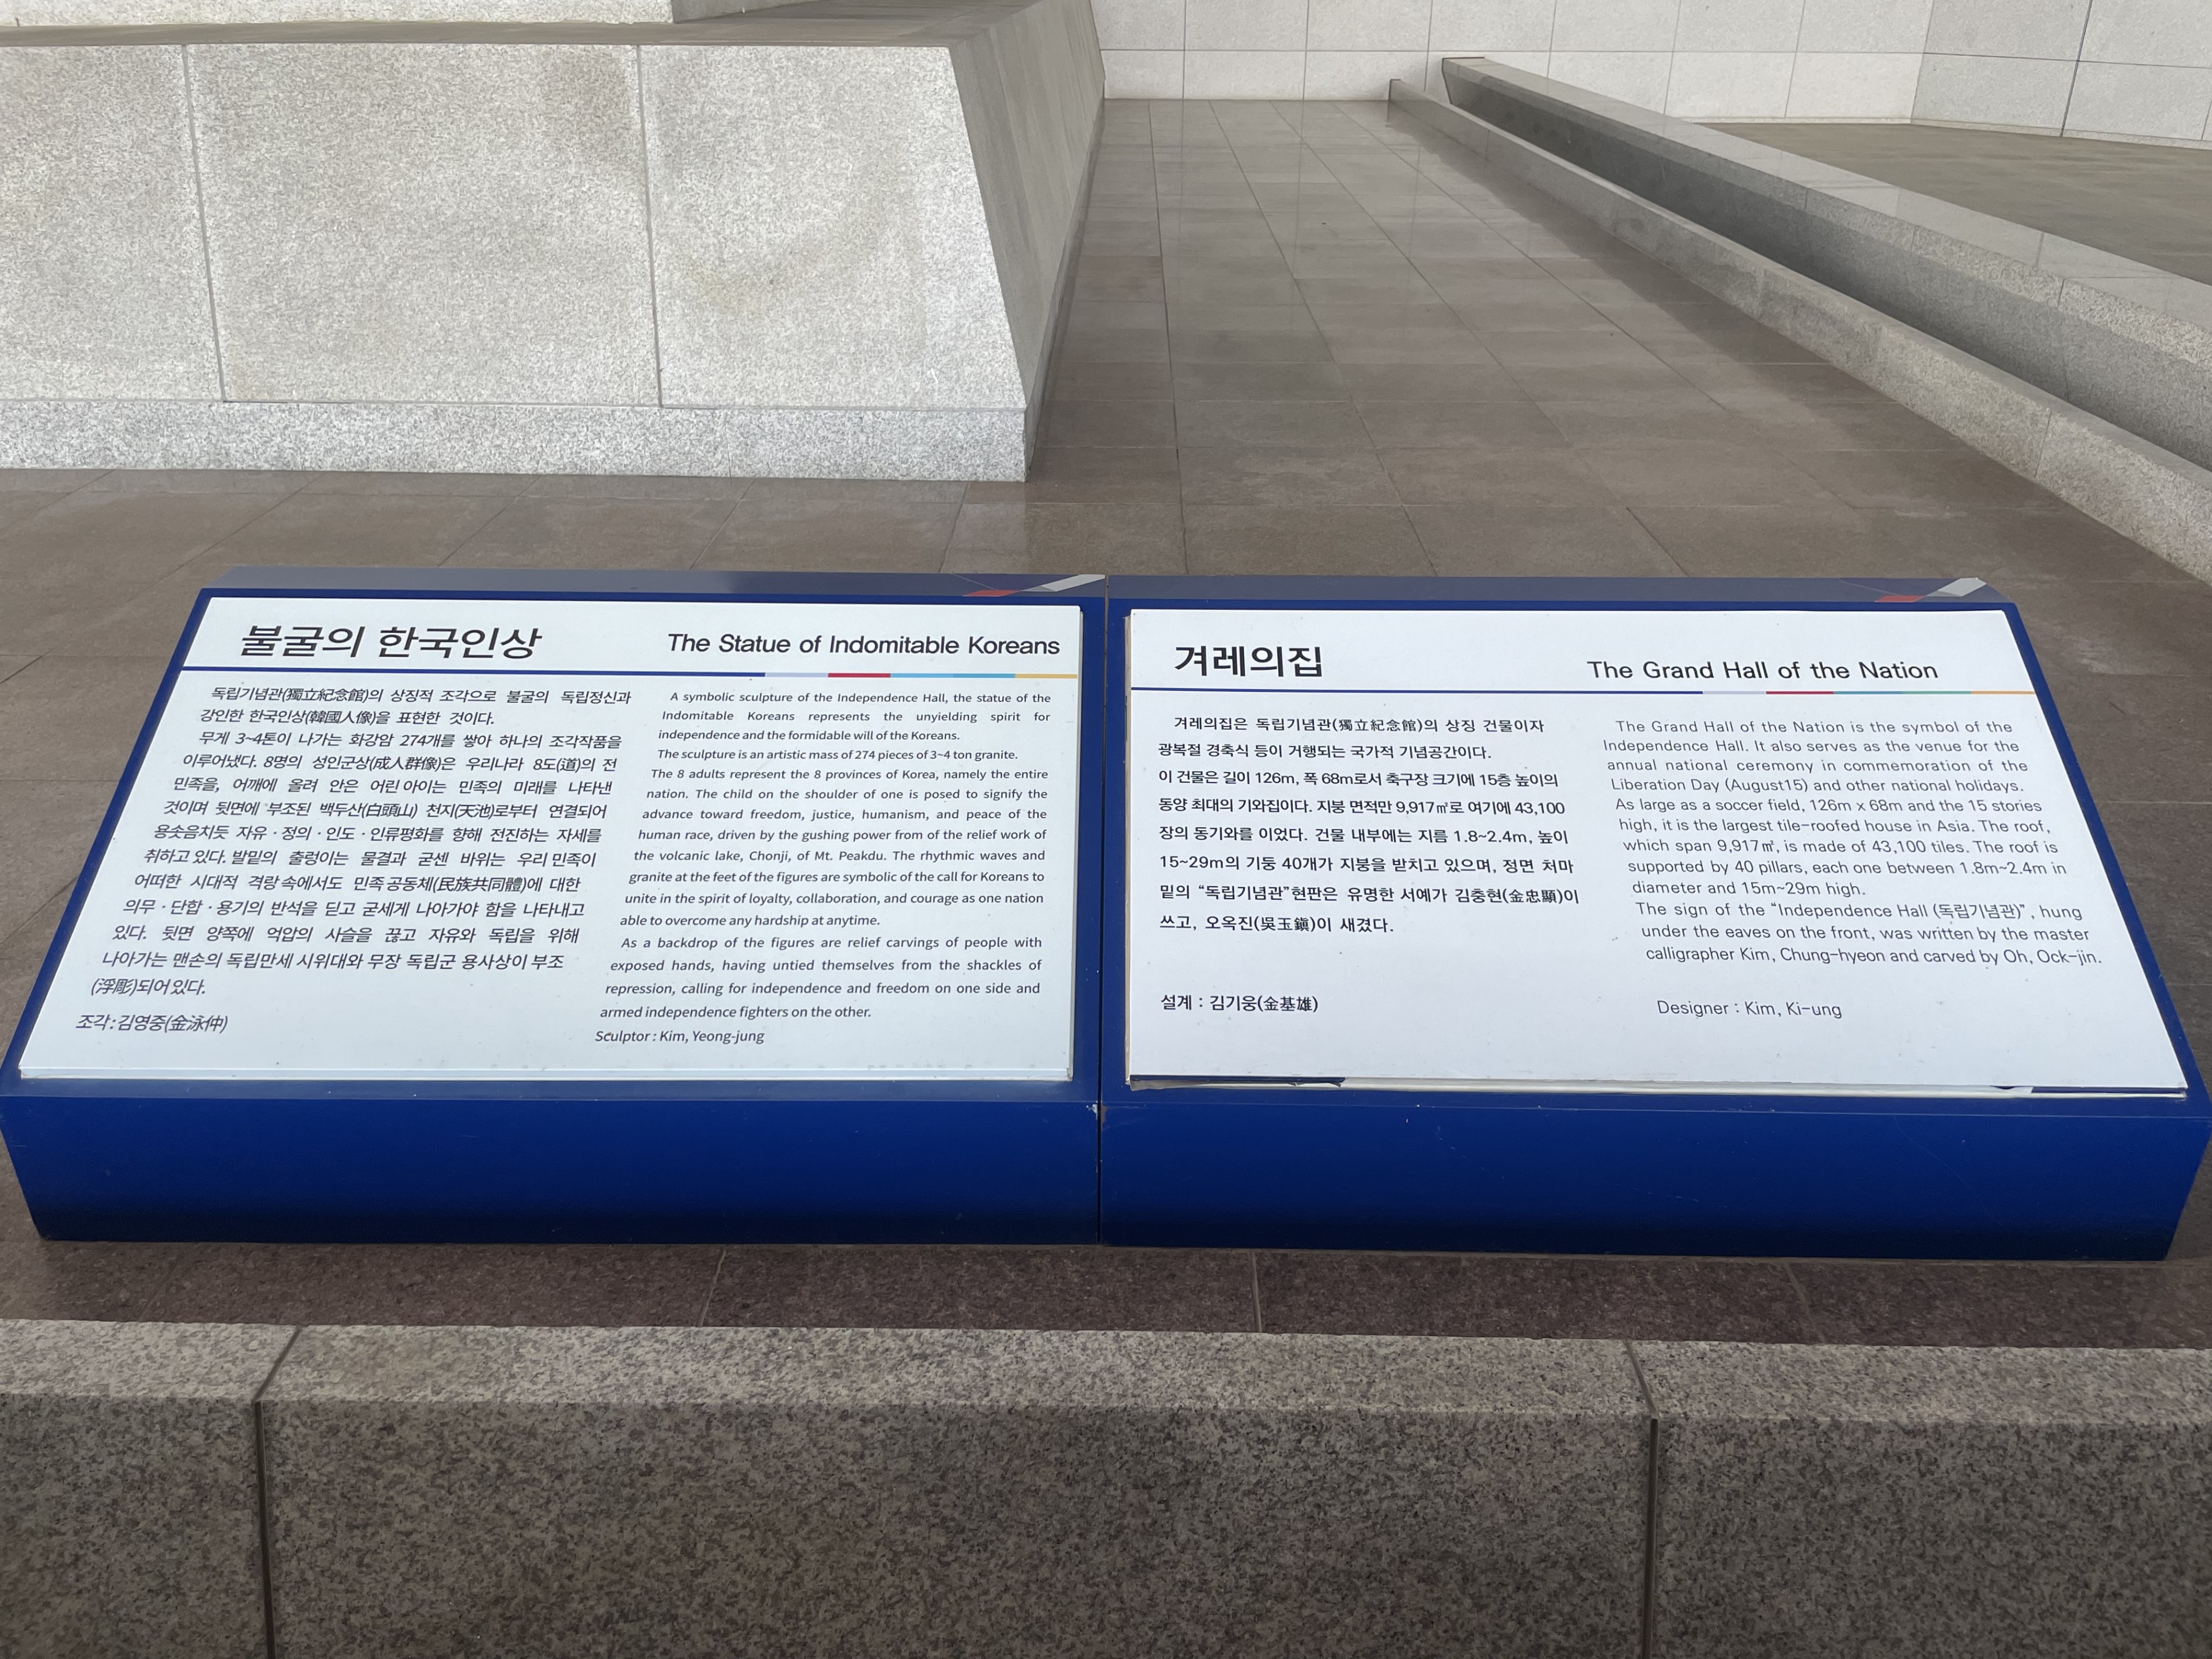 불굴의 한국인상
The Statue of Indomitable Koreans
독립기념관(獨立紀念館)의 상징적 조각으로 불굴의 독립정신과
강인한 한국인상(韓國人像)을 표현한 것이다.
무게 3~4톤이 나가는 화강암 274개를 쌓아 하나의 조각작품을
이루어냈다. 8명의 성인군상(成人群像)은 우리나라 8도(道)의 전
민족을, 어깨에 올려 안은 어린 아이는 민족의 미래를 나타낸
것이며 뒷면에 부조된 백두산(白頭山) 천지(天池)로부터 연결되어
용솟음치듯 자유·정의·인도·인류평화를 향해 전진하는 자세를
취하고 있다. 발밑의 출렁이는 물결과 굳센 바위는 우리 민족이
어떠한 시대적 격랑 속에서도 민족 공동체(民族共同體)에 대한
의무·단합·용기의 반석을 딛고 굳세게 나아가야 함을 나타내고
있다. 뒷면 양쪽에 억압의 사슬을 끊고 자유와 독립을 위해
나아가는 맨손의 독립만세 시위대와 무장 독립군 용사상이 부조
(浮彫)되어 있다.
조각 : 김영중(金泳仲)
A symbolic sculpture of the Independence Hall, the statue of the
Indomitable Koreans represents the unyielding spirit for
independence and the formidable will of the Koreans.
The sculpture is an artistic mass of 274 pieces of 3~4 ton granite.
The 8 adults represent the 8 provinces of Korea, namely the entire
nation. The child on the shoulder of one is posed to signify the
advance toward freedom, justice, humanism, and peace of the
human race, driven by the gushing power from of the relief work of
the volcanic lake, Chonji, of Mt. Peakdu. The rhythmic waves and
granite at the feet of the figures are symbolic of the call for Koreans to
unite in the spirit of loyalty, collaboration, and courage as one nation
able to overcome any hardship at anytime.
As a backdrop of the figures are relief carvings of people with
exposed hands, having untied themselves from the shackles of
repression, calling for independence and freedom on one side and
armed independence fighters on the other.
Sculptor : Kim, Yeong-jung
겨레의집
The Grand Hall of the Nation
겨레의집은 독립기념관(獨立紀念館)의 상징 건물이자
광복절 경축식 등이 거행되는 국가적 기념공간이다.
이 건물은 길이 126m, 폭 68m로서 축구장 크기에 15층 높이의
동양 최대의 기와집이다. 지붕 면적만 9,917㎡로 여기에 43,100
장의 동기와를 이었다. 건물 내부에는 지름 1.8~2.4m, 높이
15~29m의 기둥 40개가 지붕을 받치고 있으며, 정면 처마
밑의 “독립기념관”현판은 유명한 서예가 김충현(金忠顯)이
쓰고, 오옥진(吳玉鎭)이 새겼다.
설계 : 김기웅(金基雄)
The Grand Hall of the Nation is the symbol of the
Independence Hall. It also serves as the venue for the
annual national ceremony in commemoration of the
Liberation Day (August15) and other national holidays.
As large as a soccer field, 126m x 68m and the 15 stories
high, it is the largest tile-roofed house in Asia. The roof,
which span 9,917㎡, is made of 43,100 tiles. The roof is
supported by 40 pillars, each one between 1.8m~2.4m in
diameter and 15m~29m high.
The sign of the “Independence Hall (독립기념관)”, hung
under the eaves on the front, was written by the master
calligrapher Kim, Chung-hyeon and carved by Oh, Ock-jin.
Designer : Kim, Ki-ung